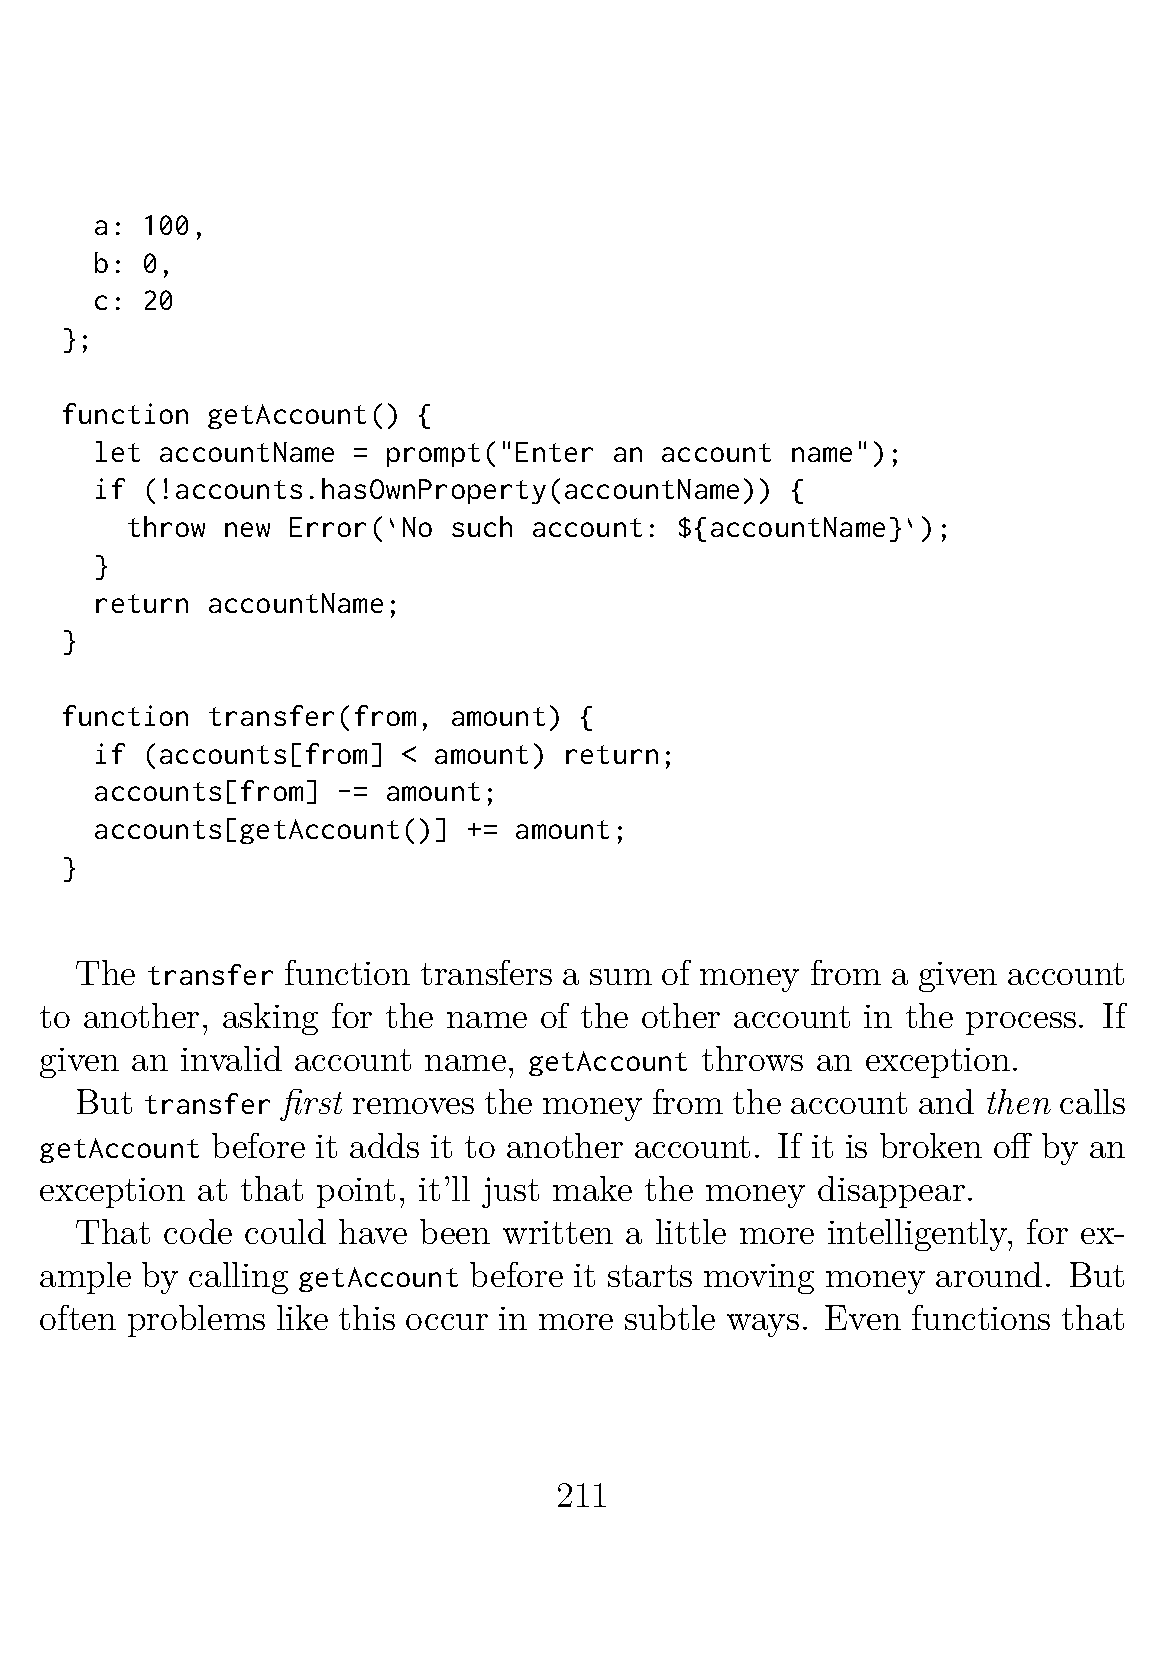 a: 100,
  b: 0,
  c: 20
};

function getAccount() {
  let accountName = prompt("Enter an account name");
  if (!accounts.hasOwnProperty(accountName)) {
    throw new Error(`No such account: ${accountName}`);
  }
  return accountName;
}

function transfer(from, amount) {
  if (accounts[from] < amount) return;
  accounts[from] -= amount;
  accounts[getAccount()] += amount;
}

The transfer function transfers a sum of money from a given account
to another, asking for the name of the other account in the process. If
given an invalid account name, getAccount throws an exception.
But transfer first removes the money from the account and then calls
getAccount before it adds it to another account. If it is broken off by an
exception at that point, it'll just make the money disappear.
That code could have been written a little more intelligently, for ex-
ample by calling getAccount before it starts moving money around. But
often problems like this occur in more subtle ways. Even functions that
211